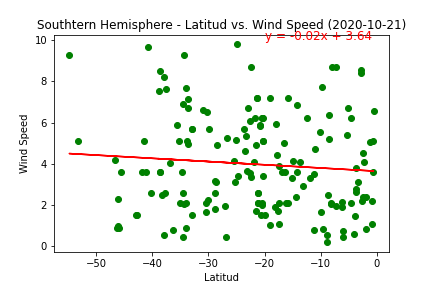 Southtern Hemisphere - Latitud vs. Wind Speed (2020-10-21)
y = -0.02x + 3.64
10
8
6
4
2
0
Wind Speed
−50 −40 −30 −20 −10 0
Latitud